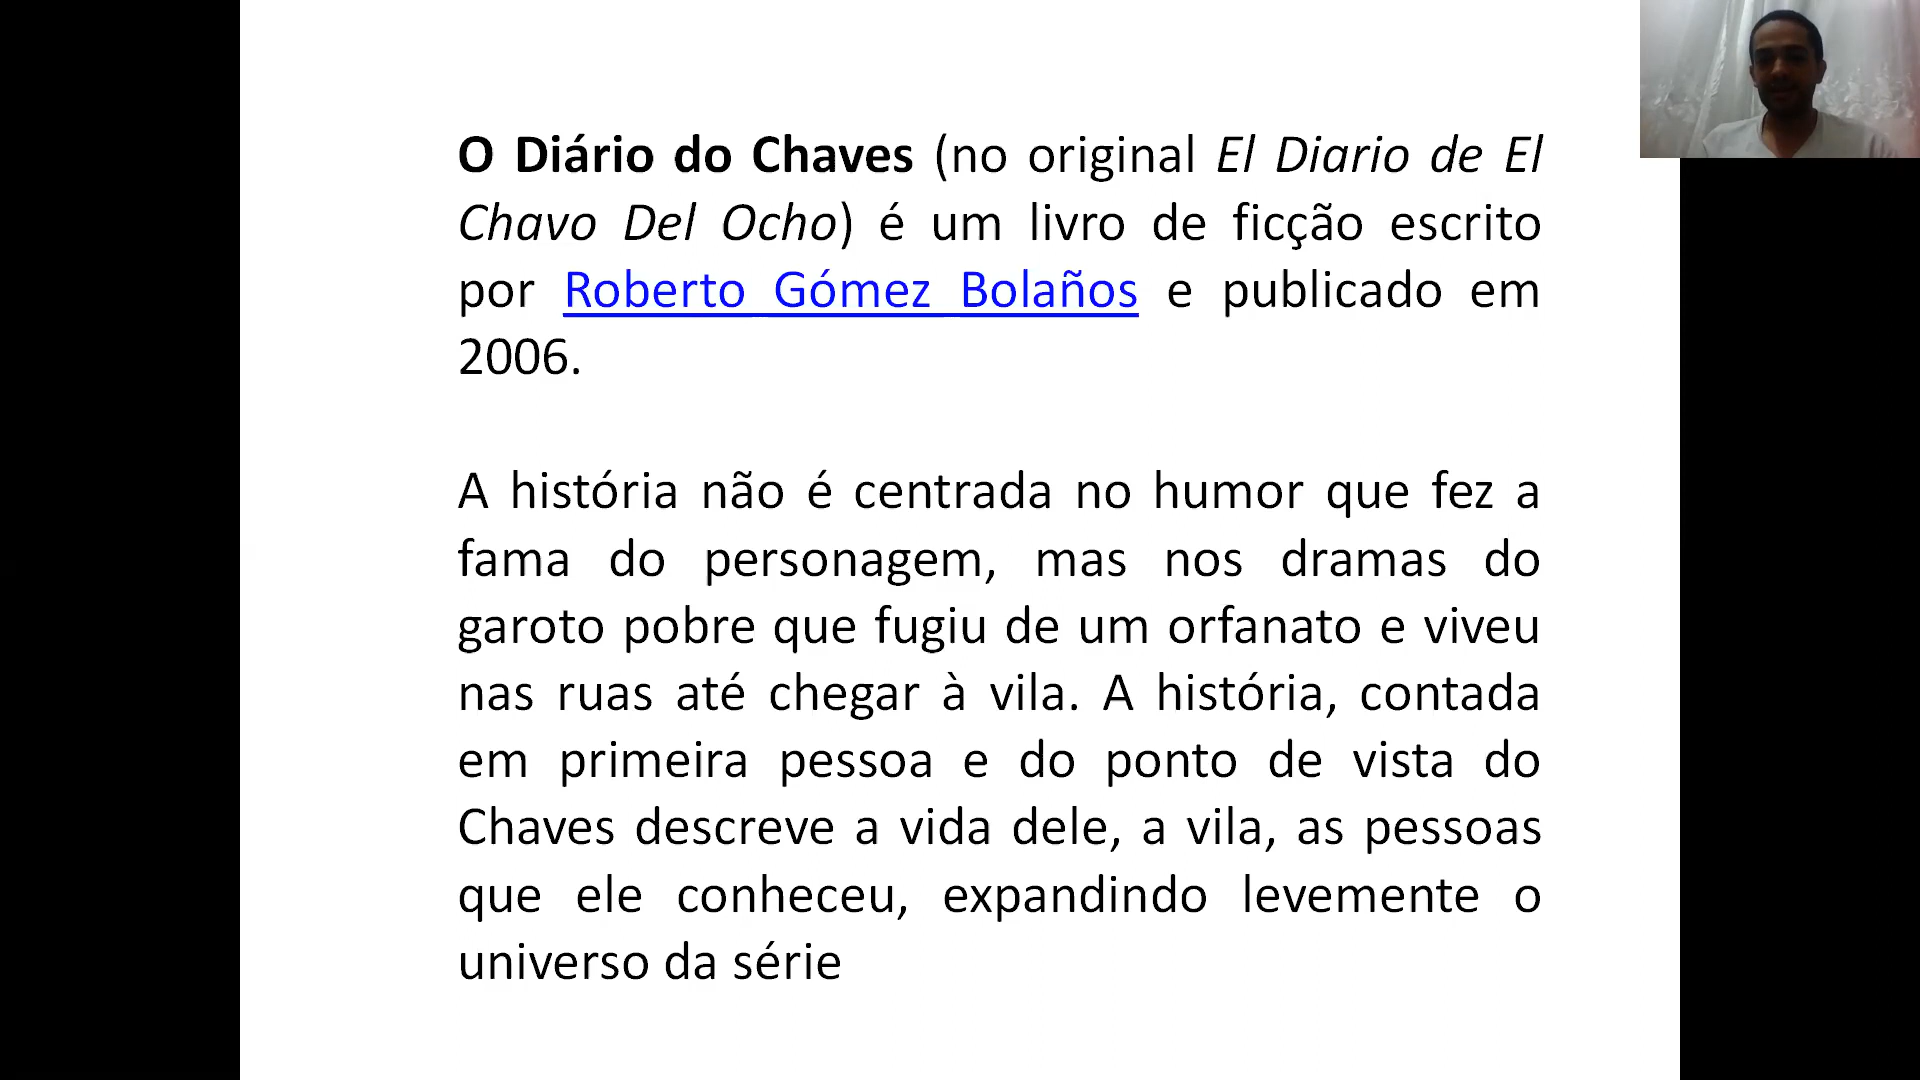 O Diário do Chaves (no original El Diario de El
Chavo Del Ocho) é um livro de ficção escrito
por Roberto Gómez Bolaños e publicado em
2006.
A história não é centrada no humor que fez a
fama do personagem, mas nos dramas do
garoto pobre que fugiu de um orfanato e viveu
nas ruas até chegar à vila. A história, contada
em primeira pessoa e do ponto de vista do
Chaves descreve a vida dele, a vila, as pessoas
que ele conheceu, expandindo levemente o
universo da série